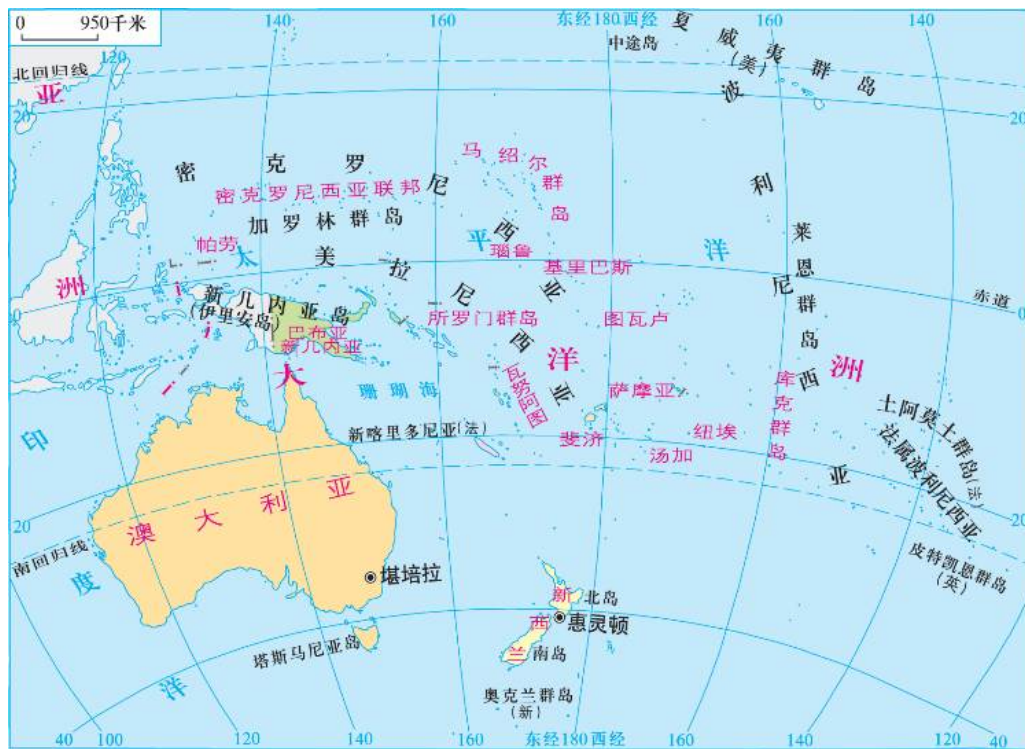 0 950千米
140
160
东经180西经
160
140
120
中途岛
夏威夷群岛
(美)
北回归线
亚
20
20
波利尼西亚
密克罗尼西亚
马绍尔群岛
密克罗尼西亚联邦
加罗林群岛
帕劳
太平洋
瑙鲁
基里巴斯
莱恩群岛
洲
美拉尼西亚
赤道
0
0
新几内亚岛
(伊里安岛)
巴布亚
新几内亚
所罗门群岛
图瓦卢
大洋洲
珊瑚海
瓦努阿图
萨摩亚
库克群岛
土阿莫土群岛(法)
法属波利尼西亚
新喀里多尼亚(法)
斐济
纽埃
汤加
印度洋
澳大利亚
20
20
南回归线
皮特凯恩群岛
(英)
堪培拉
新西兰
北岛
惠灵顿
南岛
塔斯马尼亚岛
奥克兰群岛
(新)
40
100
120
140
160
东经180西经
160
140
120
40